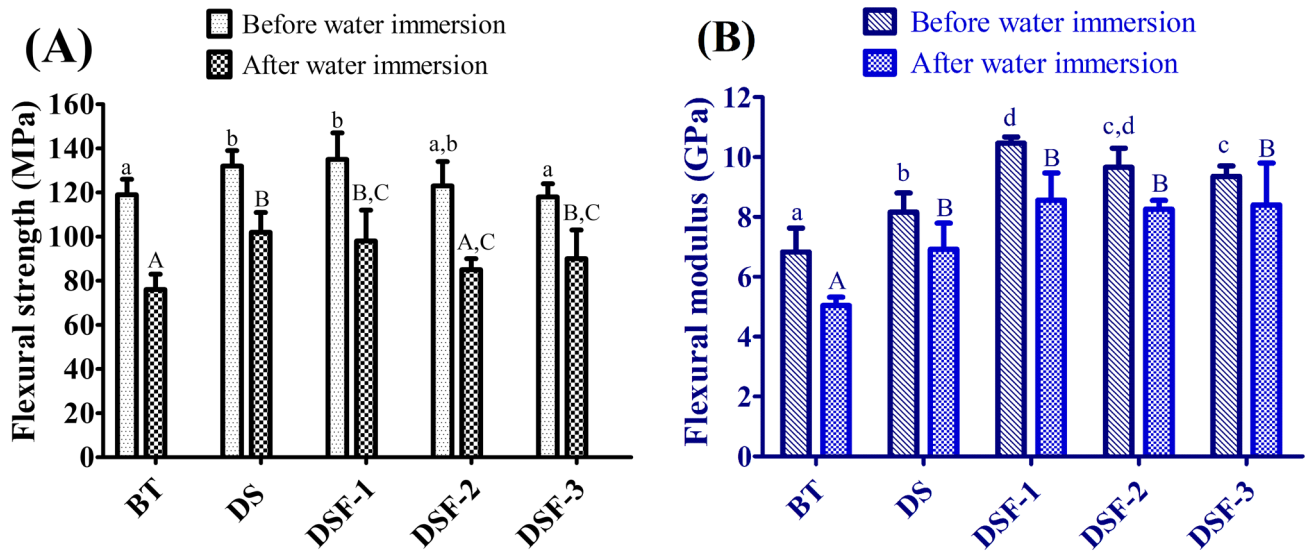 (A)
Before water immersion
After water immersion
Flexural strength (MPa)
160
140
120
100
80
60
40
20
0
a
A
b
B
b
B,C
a,b
A,C
a
B,C
BT
DS
DSF-1
DSF-2
DSF-3
(B)
Before water immersion
After water immersion
Flexural modulus (GPa)
12
10
8
6
4
2
0
a
A
b
B
d
B
c,d
B
c
B
BT
DS
DSF-1
DSF-2
DSF-3